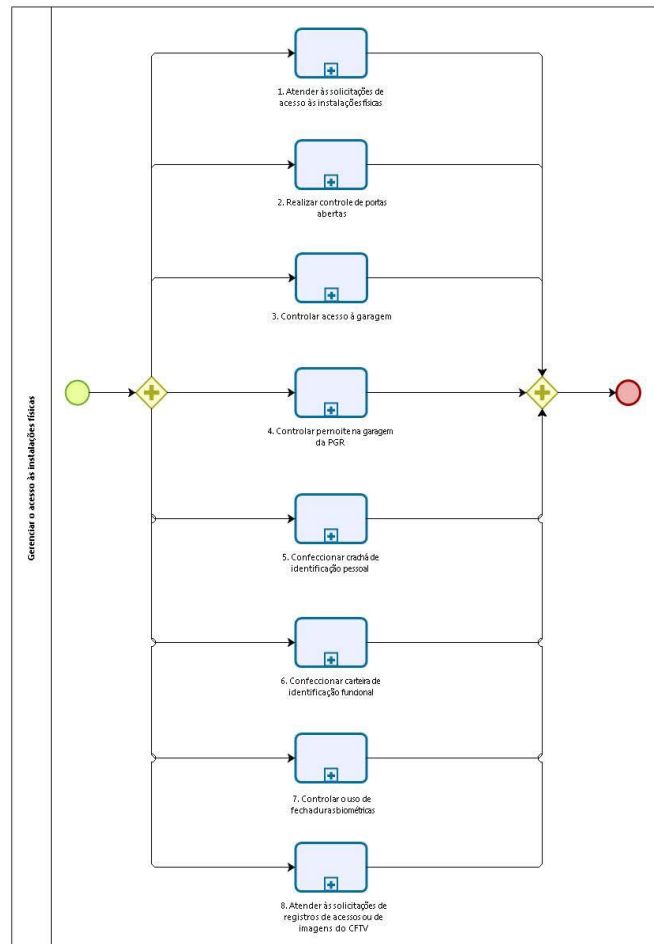 Gerenciar o acesso às instalações físicas
1. Atender às solicitações de
acesso às instalações físicas
2. Realizar controle de portas
abertas
3. Controlar acesso à garagem
4. Controlar pernoite na garagem
da PGR
5. Confeccionar crachá de
identificação pessoal
6. Confeccionar carteira de
identificação funcional
7. Controlar o uso de
fechaduras biométricas
8. Atender às solicitações de
registros de acessos ou de
imagens do CFTV